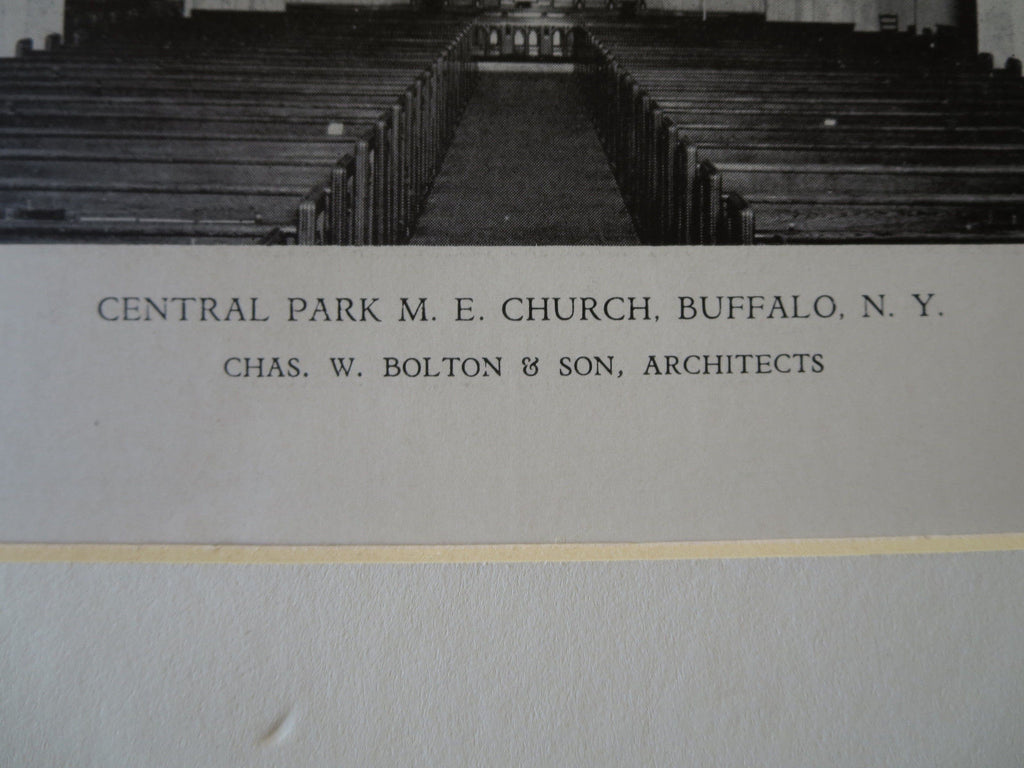 CENTRAL PARK M. E. CHURCH, BUFFALO, N. Y.
CHAS. W. BOLTON & SON, ARCHITECTS